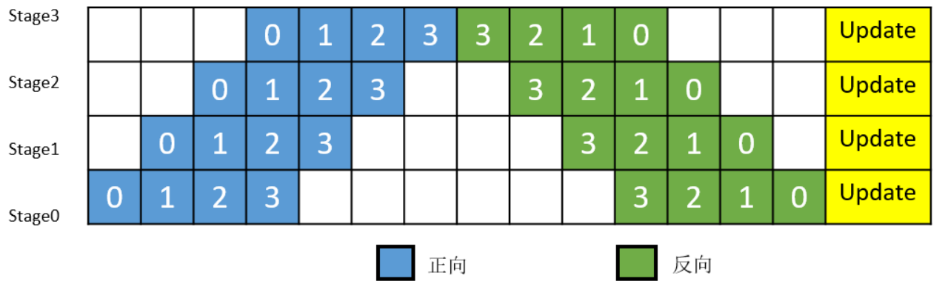 Stage3 0 1 2 3 3 2 1 0 Update
Stage2 0 1 2 3 3 2 1 0 Update
Stage1 0 1 2 3 3 2 1 0 Update
Stage0 0 1 2 3 3 2 1 0 Update
正向 反向